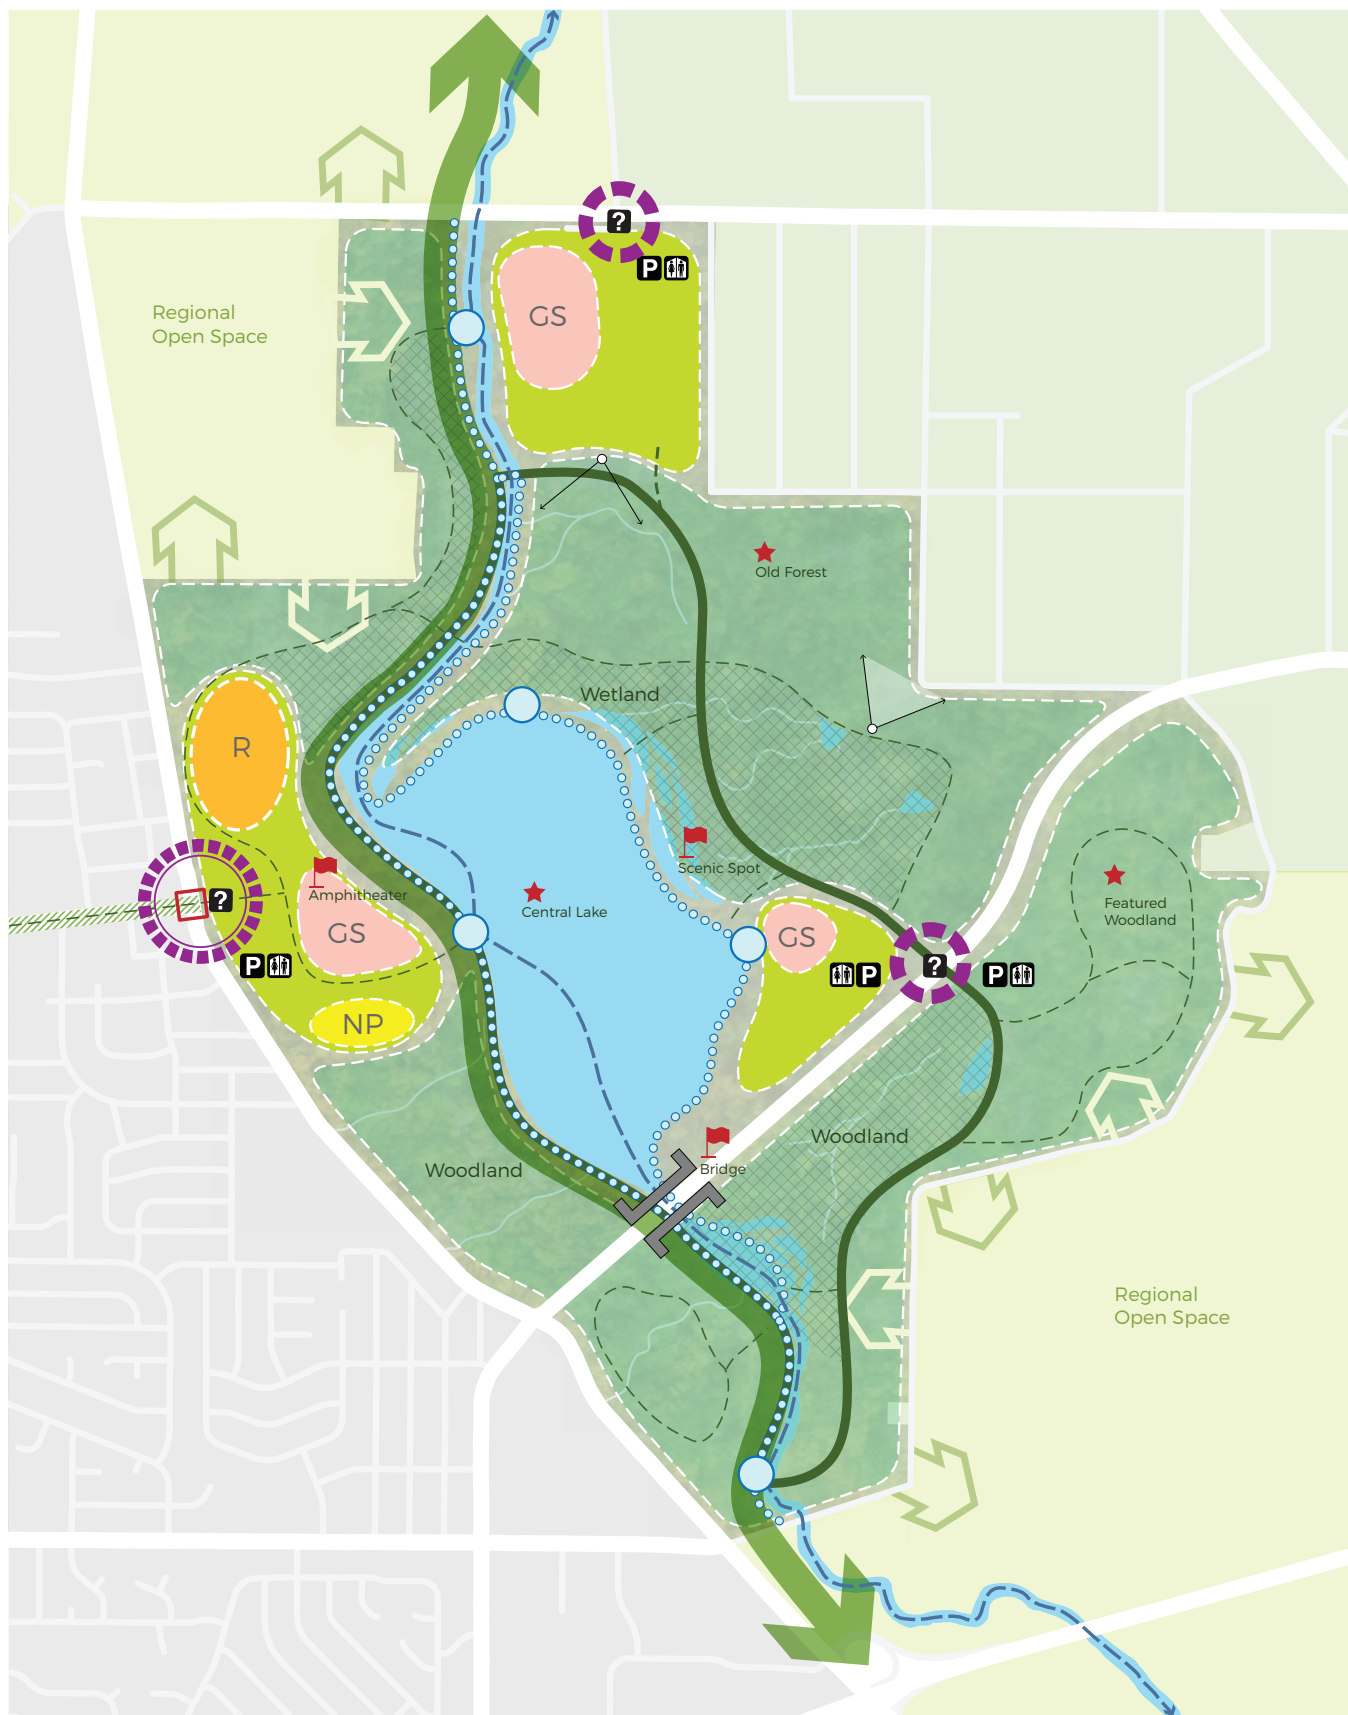 ?
P
GS
Regional
Open Space
Old Forest
Wetland
R
Scenic Spot
Amphitheater
Central Lake
Featured
Woodland
?
GS
GS
P
P
?
P
NP
Woodland
Bridge
Woodland
Regional
Open Space